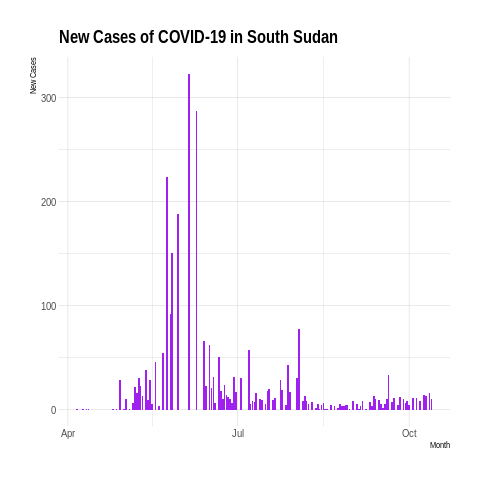 New Cases of COVID-19 in South Sudan
New Cases
300
200
100
0
Apr
Jul
Oct
Month